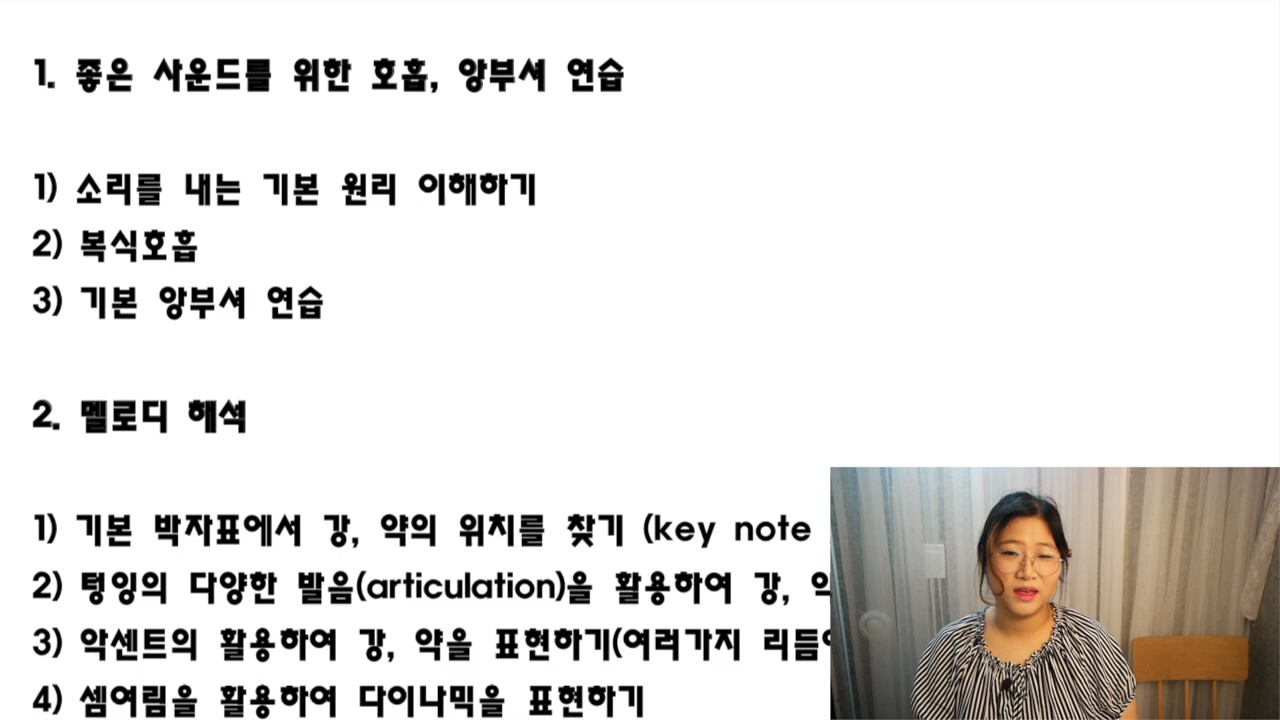 1. 좋은 사운드를 위한 호흡, 앙부셔 연습
1) 소리를 내는 기본 원리 이해하기
2) 복식호흡
3) 기본 앙부셔 연습
2. 멜로디 해석
1) 기본 박자표에서 강, 약의 위치를 찾기 (key note
2) 텅잉의 다양한 발음(articulation)을 활용하여 강,
3) 악센트의 활용하여 강, 약을 표현하기(여러가지
4) 셈여림을 활용하여 다이나믹을 표현하기